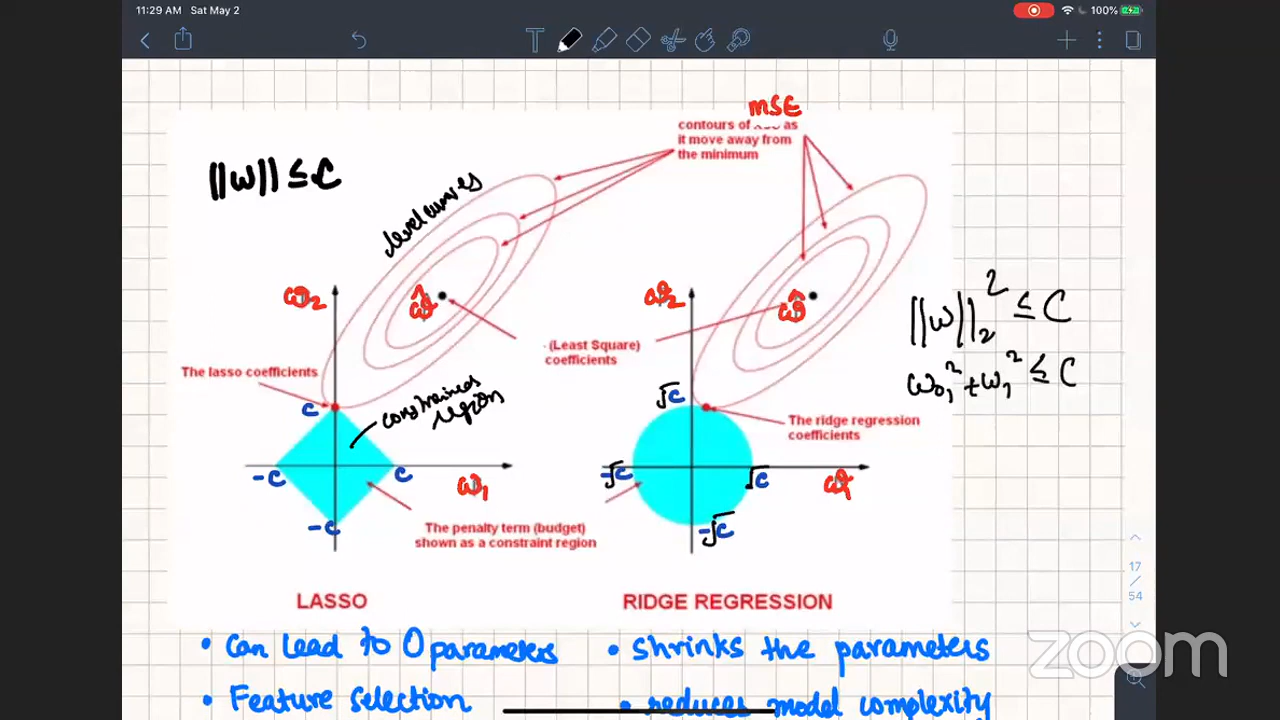 11:29 AM Sat May 2
100%
MSE
contours of as
it move away from
the minimum
||w|| ≤ C
level curves
ω2
ŵ
ω2
ŵ
||w||₂² ≤ C
(Least Square)
coefficients
The lasso coefficients
constrained
region
√C
C
The ridge regression
coefficients
-C
C
ω1
-√C
√C
ω1
-C
-√C
The penalty term (budget)
shown as a constraint region
17
/
54
LASSO
RIDGE REGRESSION
• Can lead to 0 parameters
• Shrinks the parameters
• Feature selection
• reduces model complexity
zoom